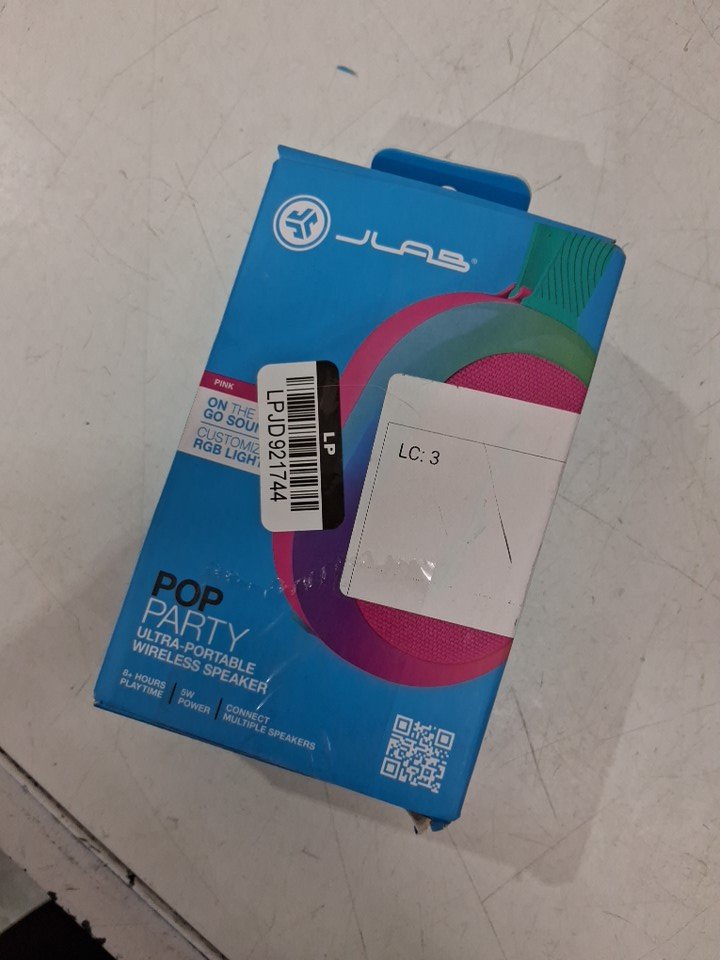 JLAB®
PINK
ON THE
GO SOUN
CUSTOMIZ
RGB LIGHT
LP
LPJD921744
LC: 3
POP
PARTY
ULTRA-PORTABLE
WIRELESS SPEAKER
8+ HOURS
PLAYTIME
5W
POWER
CONNECT
MULTIPLE SPEAKERS